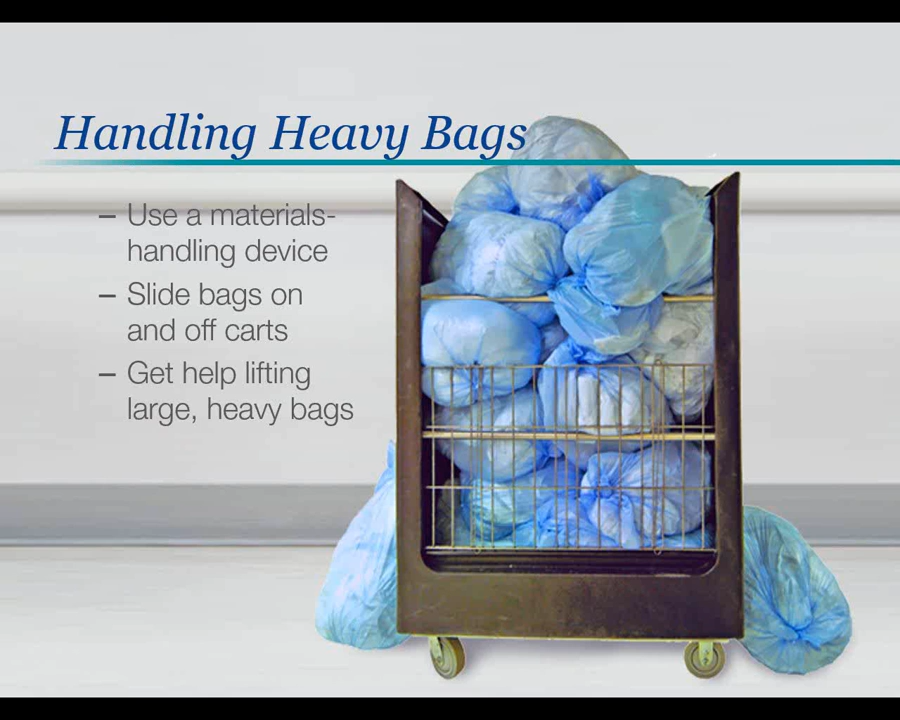 Handling Heavy Bags
– Use a materials-
handling device
– Slide bags on
and off carts
– Get help lifting
large, heavy bags